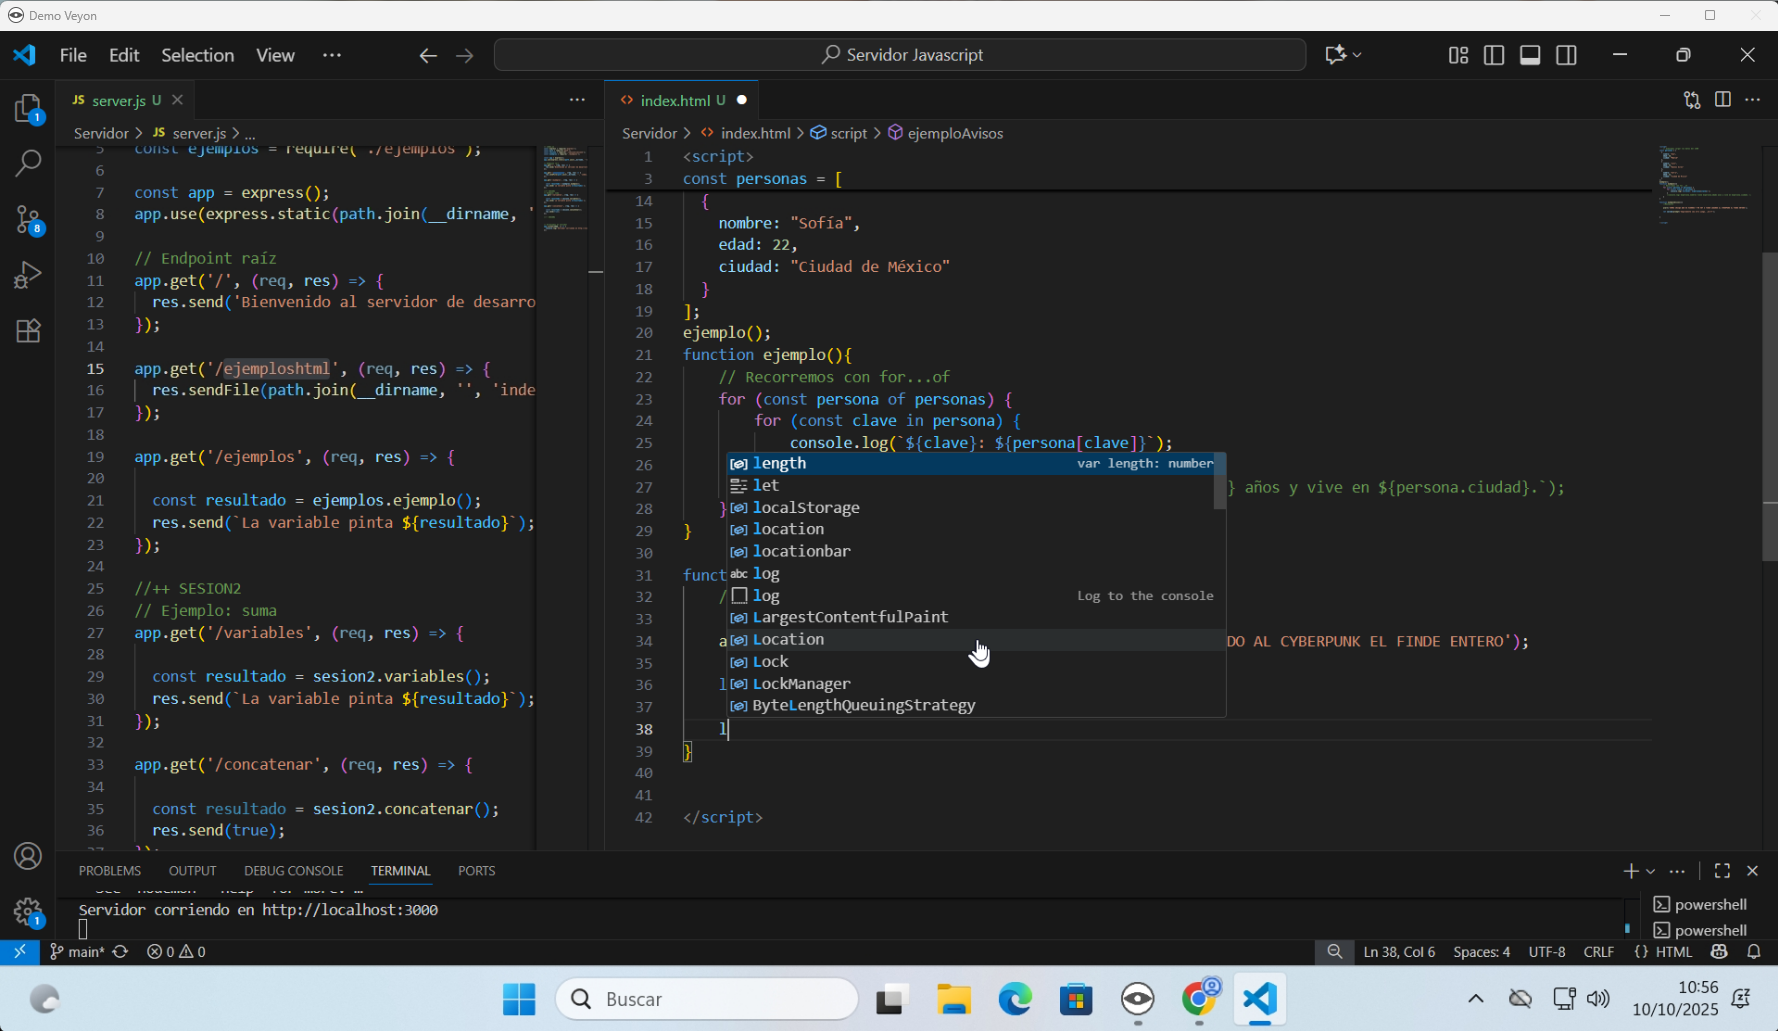 Demo Veyon
File Edit Selection View ···
Servidor Javascript
JS server.js U
Servidor > JS server.js > ...
5 const ejemplos = require('./ejemplos');
6
7 const app = express();
8 app.use(express.static(path.join(__dirname, '
9
10 // Endpoint raíz
11 app.get('/', (req, res) => {
12 res.send('Bienvenido al servidor de desarro
13 });
14
15 app.get('/ejemploshtml', (req, res) => {
16 res.sendFile(path.join(__dirname, '', 'inde
17 });
18
19 app.get('/ejemplos', (req, res) => {
20
21 const resultado = ejemplos.ejemplo();
22 res.send(`La variable pinta ${resultado}`);
23 });
24
25 //++ SESION2
26 // Ejemplo: suma
27 app.get('/variables', (req, res) => {
28
29 const resultado = sesion2.variables();
30 res.send(`La variable pinta ${resultado}`);
31 });
32
33 app.get('/concatenar', (req, res) => {
34
35 const resultado = sesion2.concatenar();
36 res.send(true);
<> index.html U
Servidor > <> index.html > script > ejemploAvisos
1 <script>
3 const personas = [
14 {
15 nombre: "Sofía",
16 edad: 22,
17 ciudad: "Ciudad de México"
18 }
19 ];
20 ejemplo();
21 function ejemplo(){
22 // Recorremos con for...of
23 for (const persona of personas) {
24 for (const clave in persona) {
25 console.log(`${clave}: ${persona[clave]}`);
26
27 } años y vive en ${persona.ciudad}.`);
28 }
29 }
30
31 funct
32 /
33
34 a DO AL CYBERPUNK EL FINDE ENTERO');
35
36 l
37
38 l
39 }
40
41
42 </script>
length var length: number
let
localStorage
location
locationbar
abc log
log Log to the console
LargestContentfulPaint
Location
Lock
LockManager
ByteLengthQueuingStrategy
PROBLEMS OUTPUT DEBUG CONSOLE TERMINAL PORTS
Servidor corriendo en http://localhost:3000
powershell
powershell
main* 0 0
Ln 38, Col 6 Spaces: 4 UTF-8 CRLF {} HTML
1
8
1
Buscar
10:56
10/10/2025